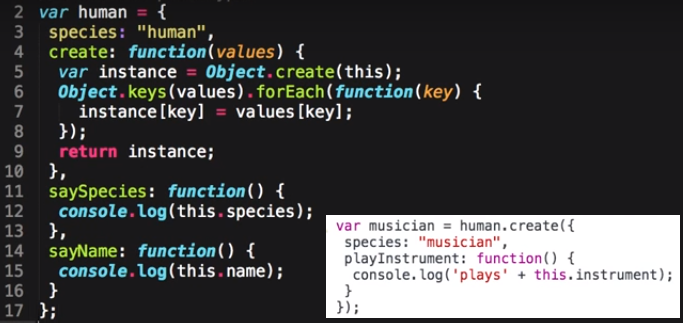 2 var human = {
3 species: "human",
4 create: function(values) {
5 var instance = Object.create(this);
6 Object.keys(values).forEach(function(key) {
7 instance[key] = values[key];
8 });
9 return instance;
10 },
11 saySpecies: function() {
12 console.log(this.species);
13 },
14 sayName: function() {
15 console.log(this.name);
16 }
17 };
var musician = human.create({
species: "musician",
playInstrument: function() {
console.log('plays' + this.instrument);
}
});